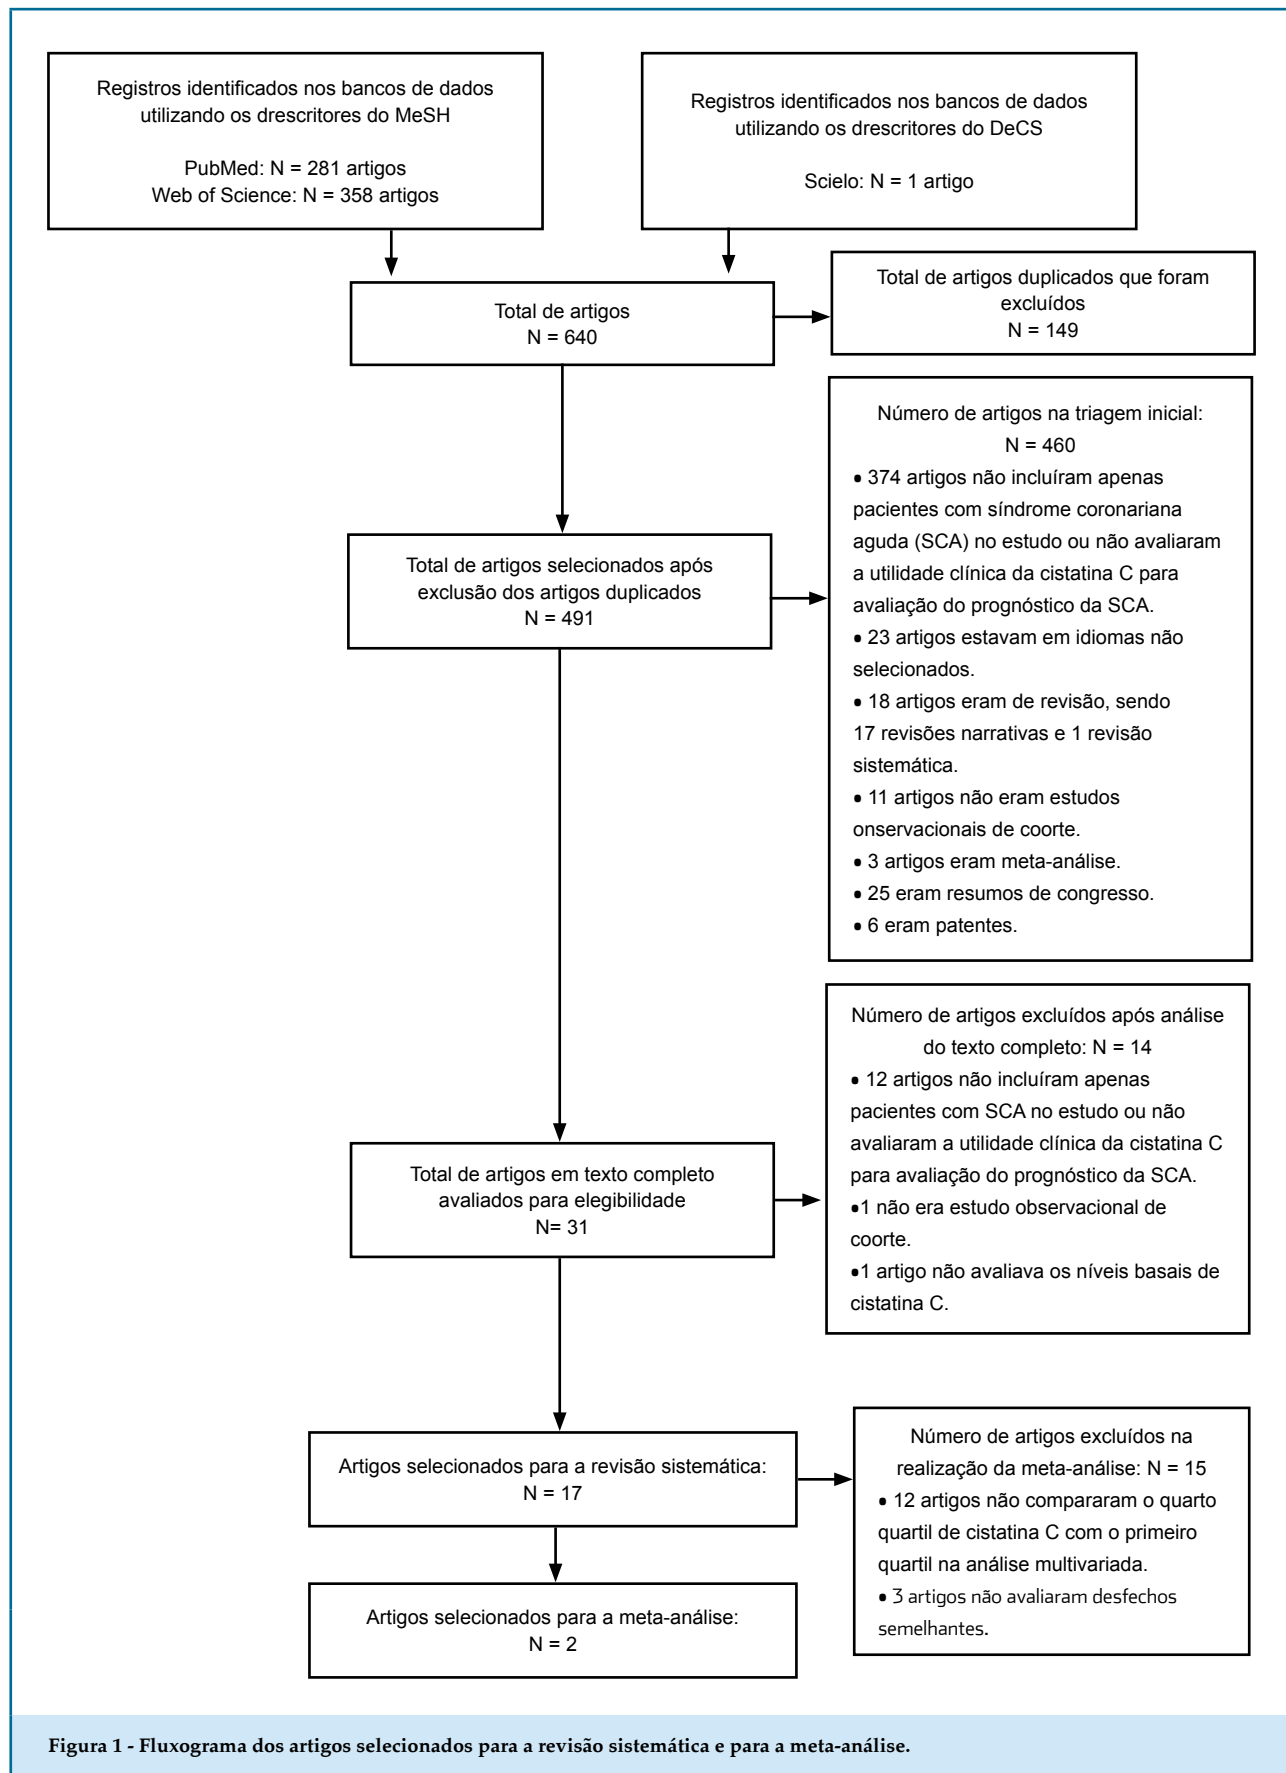 Registros identificados nos bancos de dados
utilizando os drescritores do MeSH
PubMed: N = 281 artigos
Web of Science: N = 358 artigos
Registros identificados nos bancos de dados
utilizando os drescritores do DeCS
Scielo: N = 1 artigo
Total de artigos
N = 640
Total de artigos duplicados que foram
excluídos
N = 149
Total de artigos selecionados após
exclusão dos artigos duplicados
N = 491
Número de artigos na triagem inicial:
N = 460
• 374 artigos não incluíram apenas
pacientes com síndrome coronariana
aguda (SCA) no estudo ou não avaliaram
a utilidade clínica da cistatina C para
avaliação do prognóstico da SCA.
• 23 artigos estavam em idiomas não
selecionados.
• 18 artigos eram de revisão, sendo
17 revisões narrativas e 1 revisão
sistemática.
• 11 artigos não eram estudos
onservacionais de coorte.
• 3 artigos eram meta-análise.
• 25 eram resumos de congresso.
• 6 eram patentes.
Total de artigos em texto completo
avaliados para elegibilidade
N= 31
Número de artigos excluídos após análise
do texto completo: N = 14
• 12 artigos não incluíram apenas
pacientes com SCA no estudo ou não
avaliaram a utilidade clínica da cistatina C
para avaliação do prognóstico da SCA.
•1 não era estudo observacional de
coorte.
•1 artigo não avaliava os níveis basais de
cistatina C.
Artigos selecionados para a revisão sistemática:
N = 17
Número de artigos excluídos na
realização da meta-análise: N = 15
• 12 artigos não compararam o quarto
quartil de cistatina C com o primeiro
quartil na análise multivariada.
• 3 artigos não avaliaram desfechos
semelhantes.
Artigos selecionados para a meta-análise:
N = 2
Figura 1 - Fluxograma dos artigos selecionados para a revisão sistemática e para a meta-análise.